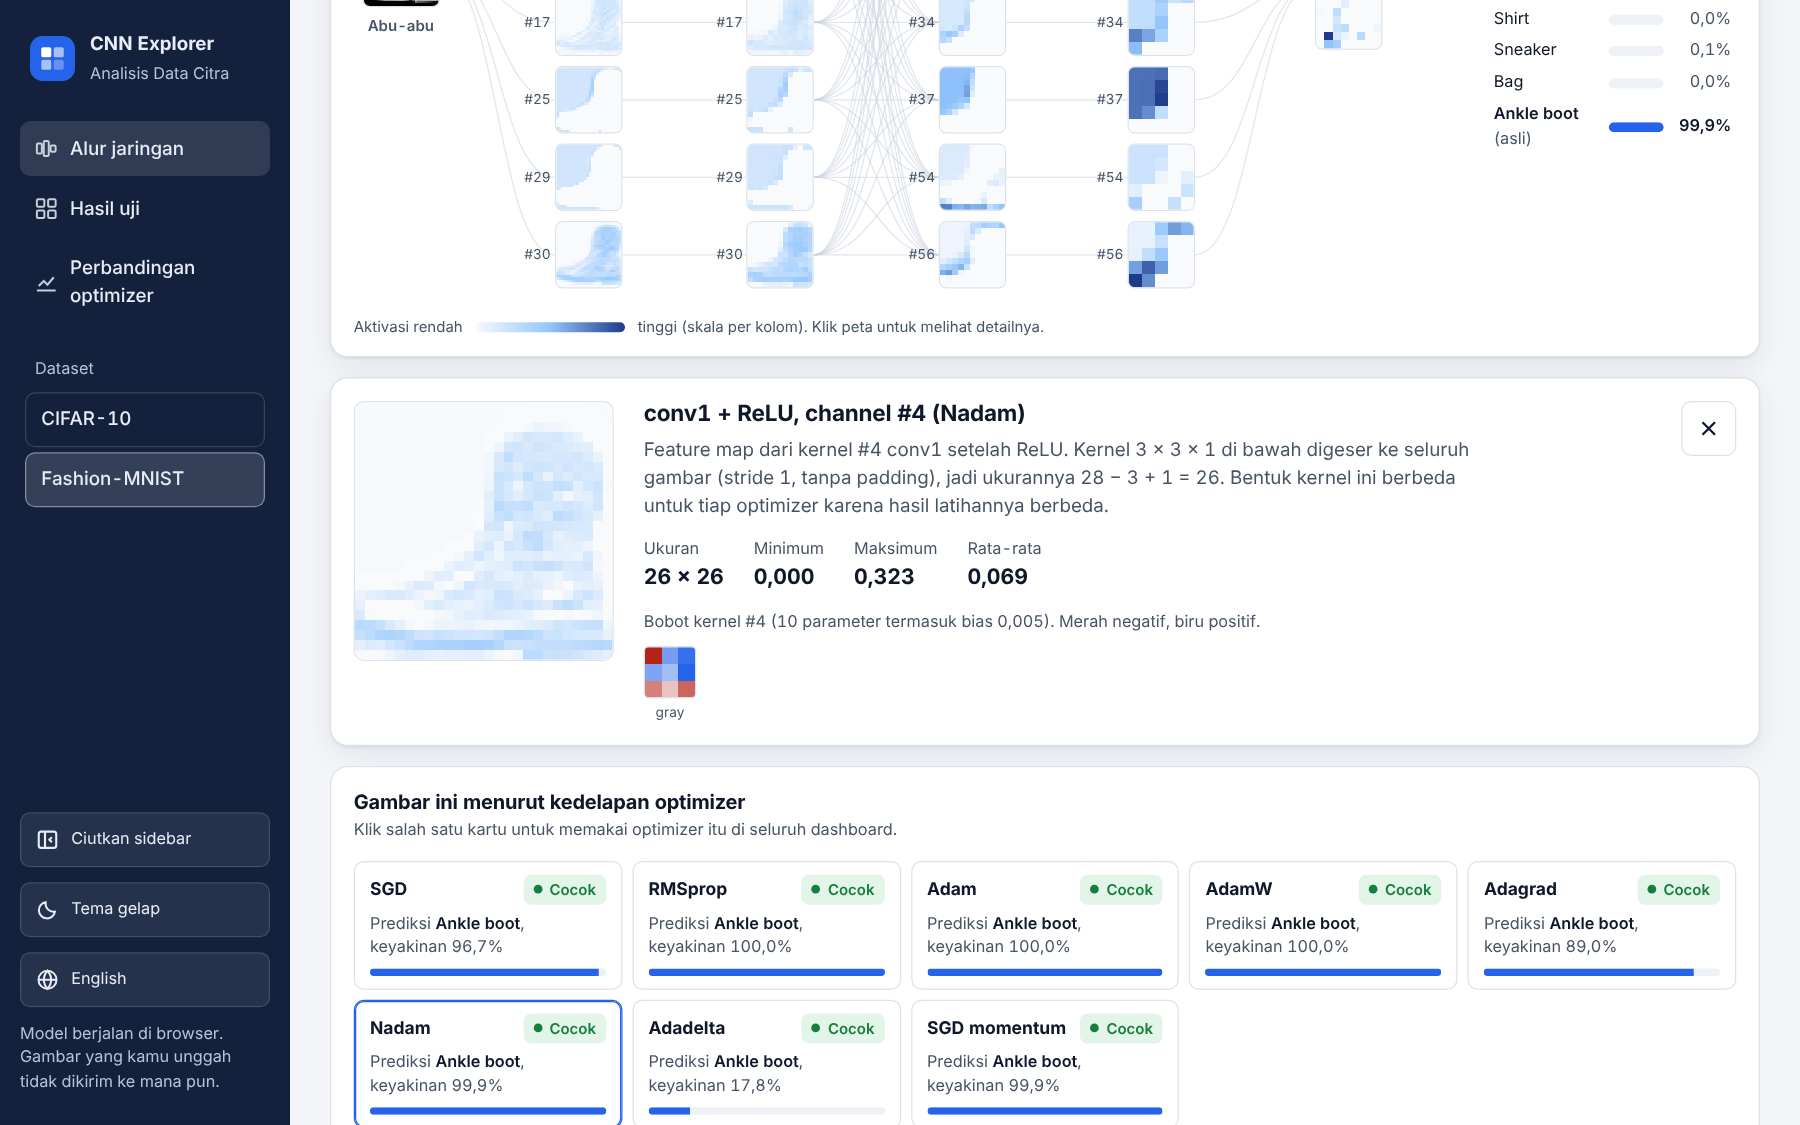 CNN Explorer
Analisis Data Citra
Alur jaringan
Hasil uji
Perbandingan
optimizer
Dataset
CIFAR-10
Fashion-MNIST
Ciutkan sidebar
Tema gelap
English
Model berjalan di browser.
Gambar yang kamu unggah
tidak dikirim ke mana pun.
Abu-abu
#17 #17 #34 #34
#25 #25 #37 #37
#29 #29 #54 #54
#30 #30 #56 #56
Shirt 0,0%
Sneaker 0,1%
Bag 0,0%
Ankle boot
(asli) 99,9%
Aktivasi rendah tinggi (skala per kolom). Klik peta untuk melihat detailnya.
conv1 + ReLU, channel #4 (Nadam)
Feature map dari kernel #4 conv1 setelah ReLU. Kernel 3 × 3 × 1 di bawah digeser ke seluruh
gambar (stride 1, tanpa padding), jadi ukurannya 28 − 3 + 1 = 26. Bentuk kernel ini berbeda
untuk tiap optimizer karena hasil latihannya berbeda.
Ukuran Minimum Maksimum Rata-rata
26 × 26 0,000 0,323 0,069
Bobot kernel #4 (10 parameter termasuk bias 0,005). Merah negatif, biru positif.
gray
Gambar ini menurut kedelapan optimizer
Klik salah satu kartu untuk memakai optimizer itu di seluruh dashboard.
SGD Cocok
Prediksi Ankle boot,
keyakinan 96,7%
RMSprop Cocok
Prediksi Ankle boot,
keyakinan 100,0%
Adam Cocok
Prediksi Ankle boot,
keyakinan 100,0%
AdamW Cocok
Prediksi Ankle boot,
keyakinan 100,0%
Adagrad Cocok
Prediksi Ankle boot,
keyakinan 89,0%
Nadam Cocok
Prediksi Ankle boot,
keyakinan 99,9%
Adadelta Cocok
Prediksi Ankle boot,
keyakinan 17,8%
SGD momentum Cocok
Prediksi Ankle boot,
keyakinan 99,9%